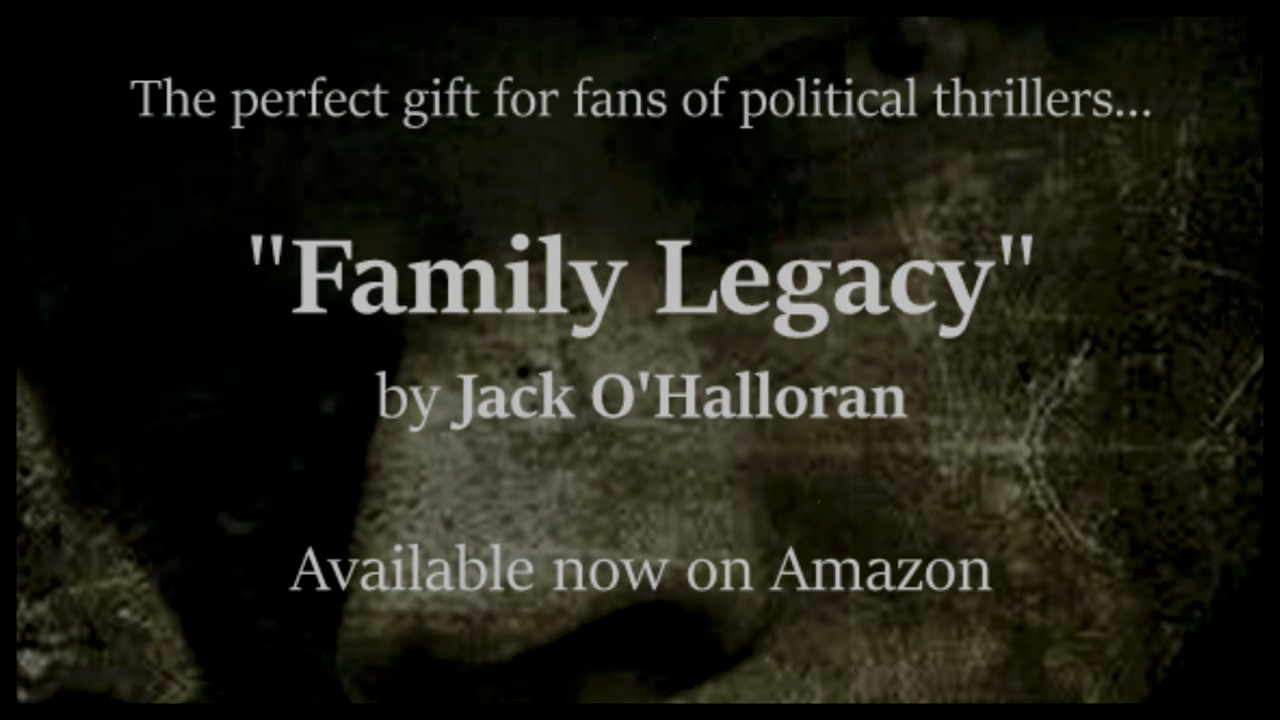 The perfect gift for fans of political thrillers...
"Family Legacy"
by Jack O'Halloran
Available now on Amazon